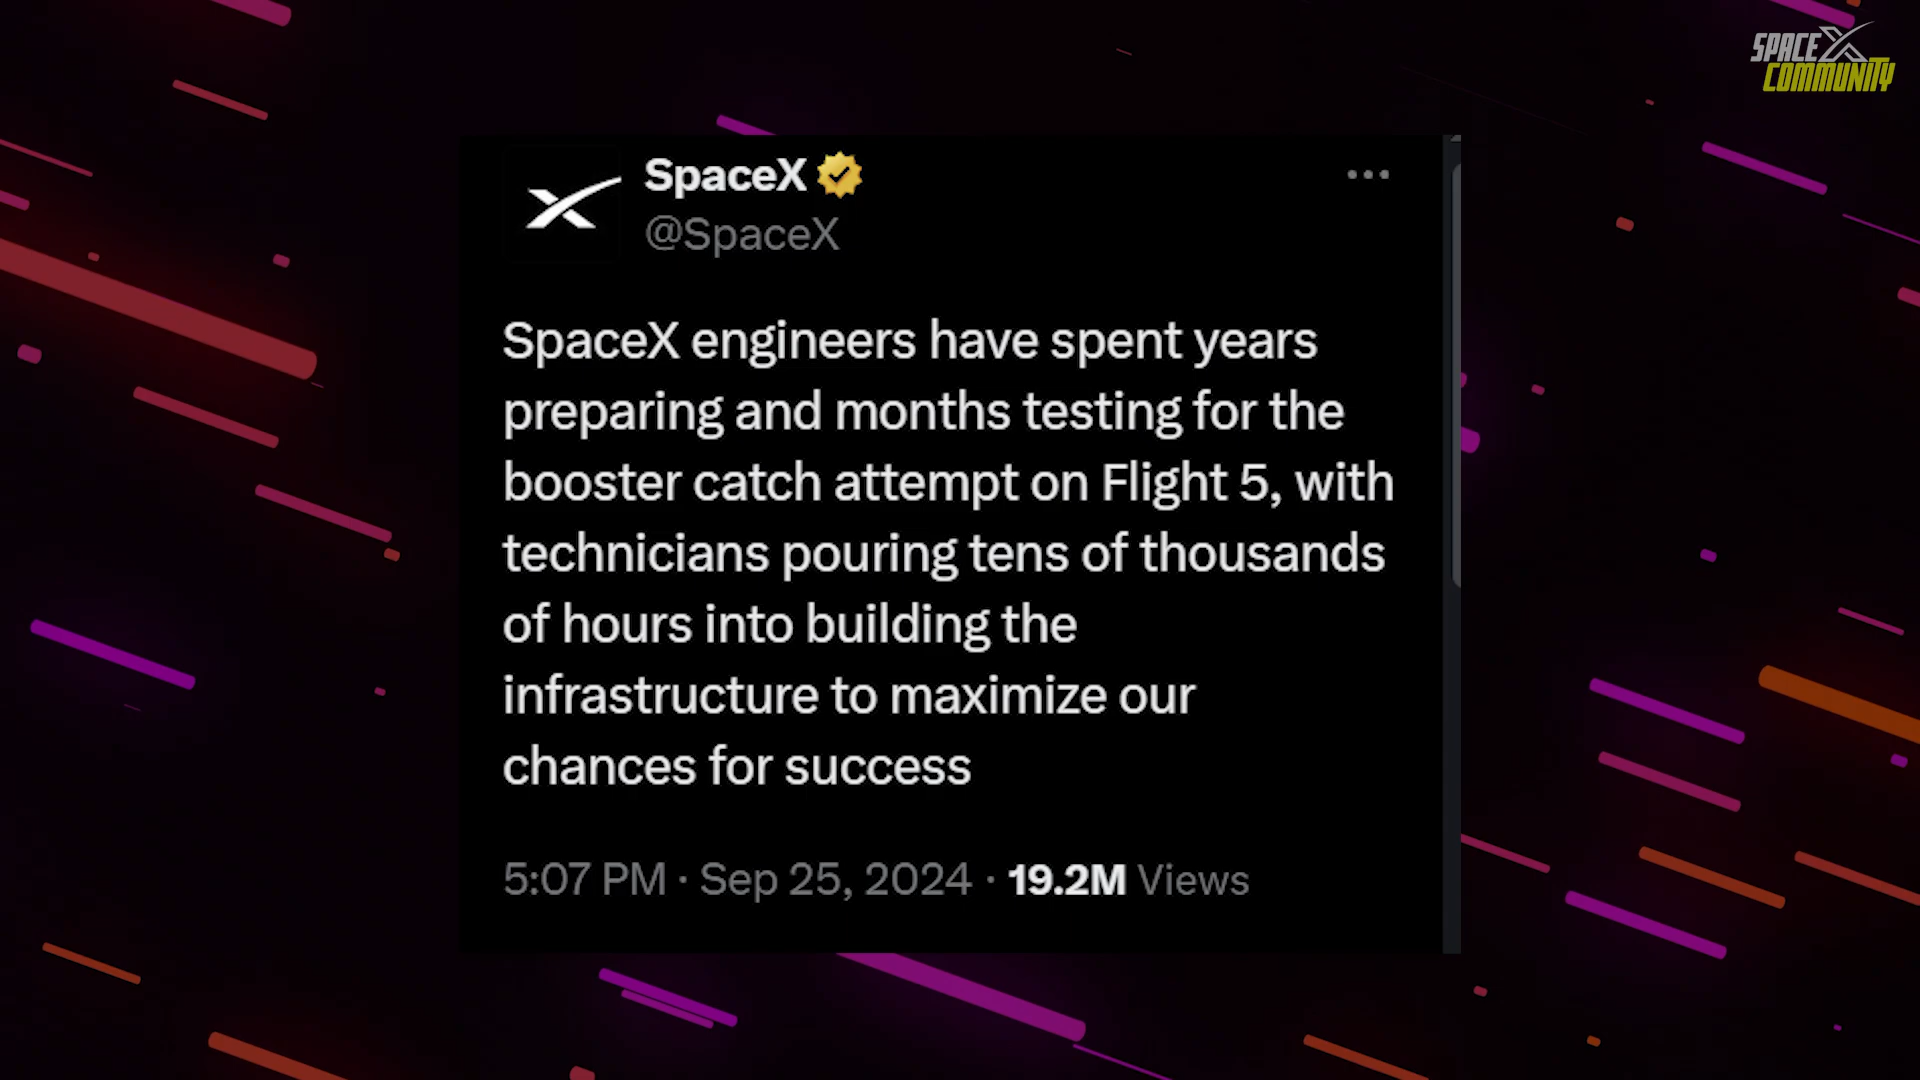 SPACEX
COMMUNITY
SpaceX
@SpaceX
SpaceX engineers have spent years
preparing and months testing for the
booster catch attempt on Flight 5, with
technicians pouring tens of thousands
of hours into building the
infrastructure to maximize our
chances for success
5:07 PM · Sep 25, 2024 · 19.2M Views